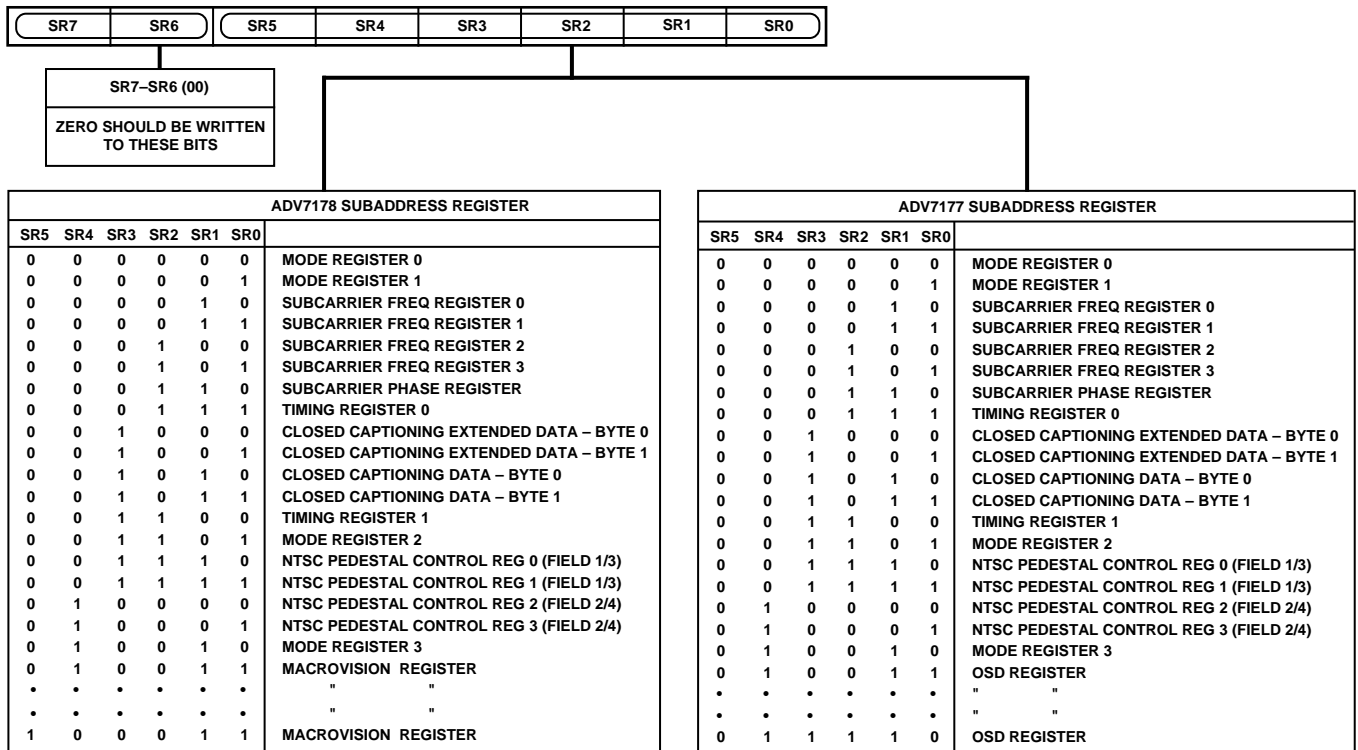 SR7 SR6 SR5 SR4 SR3 SR2 SR1 SR0
SR7–SR6 (00)
ZERO SHOULD BE WRITTEN
TO THESE BITS
ADV7178 SUBADDRESS REGISTER
SR5 SR4 SR3 SR2 SR1 SR0
0 0 0 0 0 0 MODE REGISTER 0
0 0 0 0 0 1 MODE REGISTER 1
0 0 0 0 1 0 SUBCARRIER FREQ REGISTER 0
0 0 0 0 1 1 SUBCARRIER FREQ REGISTER 1
0 0 0 1 0 0 SUBCARRIER FREQ REGISTER 2
0 0 0 1 0 1 SUBCARRIER FREQ REGISTER 3
0 0 0 1 1 0 SUBCARRIER PHASE REGISTER
0 0 0 1 1 1 TIMING REGISTER 0
0 0 1 0 0 0 CLOSED CAPTIONING EXTENDED DATA – BYTE 0
0 0 1 0 0 1 CLOSED CAPTIONING EXTENDED DATA – BYTE 1
0 0 1 0 1 0 CLOSED CAPTIONING DATA – BYTE 0
0 0 1 0 1 1 CLOSED CAPTIONING DATA – BYTE 1
0 0 1 1 0 0 TIMING REGISTER 1
0 0 1 1 0 1 MODE REGISTER 2
0 0 1 1 1 0 NTSC PEDESTAL CONTROL REG 0 (FIELD 1/3)
0 0 1 1 1 1 NTSC PEDESTAL CONTROL REG 1 (FIELD 1/3)
0 1 0 0 0 0 NTSC PEDESTAL CONTROL REG 2 (FIELD 2/4)
0 1 0 0 0 1 NTSC PEDESTAL CONTROL REG 3 (FIELD 2/4)
0 1 0 0 1 0 MODE REGISTER 3
0 1 0 0 1 1 MACROVISION REGISTER
• • • • • • " "
• • • • • • " "
1 0 0 0 1 1 MACROVISION REGISTER
ADV7177 SUBADDRESS REGISTER
SR5 SR4 SR3 SR2 SR1 SR0
0 0 0 0 0 0 MODE REGISTER 0
0 0 0 0 0 1 MODE REGISTER 1
0 0 0 0 1 0 SUBCARRIER FREQ REGISTER 0
0 0 0 0 1 1 SUBCARRIER FREQ REGISTER 1
0 0 0 1 0 0 SUBCARRIER FREQ REGISTER 2
0 0 0 1 0 1 SUBCARRIER FREQ REGISTER 3
0 0 0 1 1 0 SUBCARRIER PHASE REGISTER
0 0 0 1 1 1 TIMING REGISTER 0
0 0 1 0 0 0 CLOSED CAPTIONING EXTENDED DATA – BYTE 0
0 0 1 0 0 1 CLOSED CAPTIONING EXTENDED DATA – BYTE 1
0 0 1 0 1 0 CLOSED CAPTIONING DATA – BYTE 0
0 0 1 0 1 1 CLOSED CAPTIONING DATA – BYTE 1
0 0 1 1 0 0 TIMING REGISTER 1
0 0 1 1 0 1 MODE REGISTER 2
0 0 1 1 1 0 NTSC PEDESTAL CONTROL REG 0 (FIELD 1/3)
0 0 1 1 1 1 NTSC PEDESTAL CONTROL REG 1 (FIELD 1/3)
0 1 0 0 0 0 NTSC PEDESTAL CONTROL REG 2 (FIELD 2/4)
0 1 0 0 0 1 NTSC PEDESTAL CONTROL REG 3 (FIELD 2/4)
0 1 0 0 1 0 MODE REGISTER 3
0 1 0 0 1 1 OSD REGISTER
• • • • • • " "
• • • • • • " "
0 1 1 1 1 0 OSD REGISTER